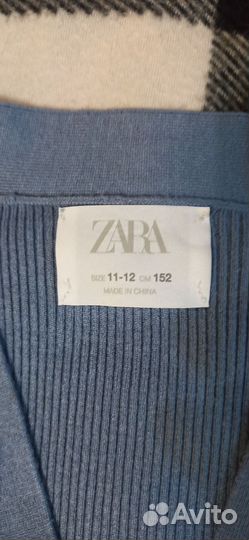 ZARA
SIZE 11-12 CM 152
MADE IN CHINA
Avito